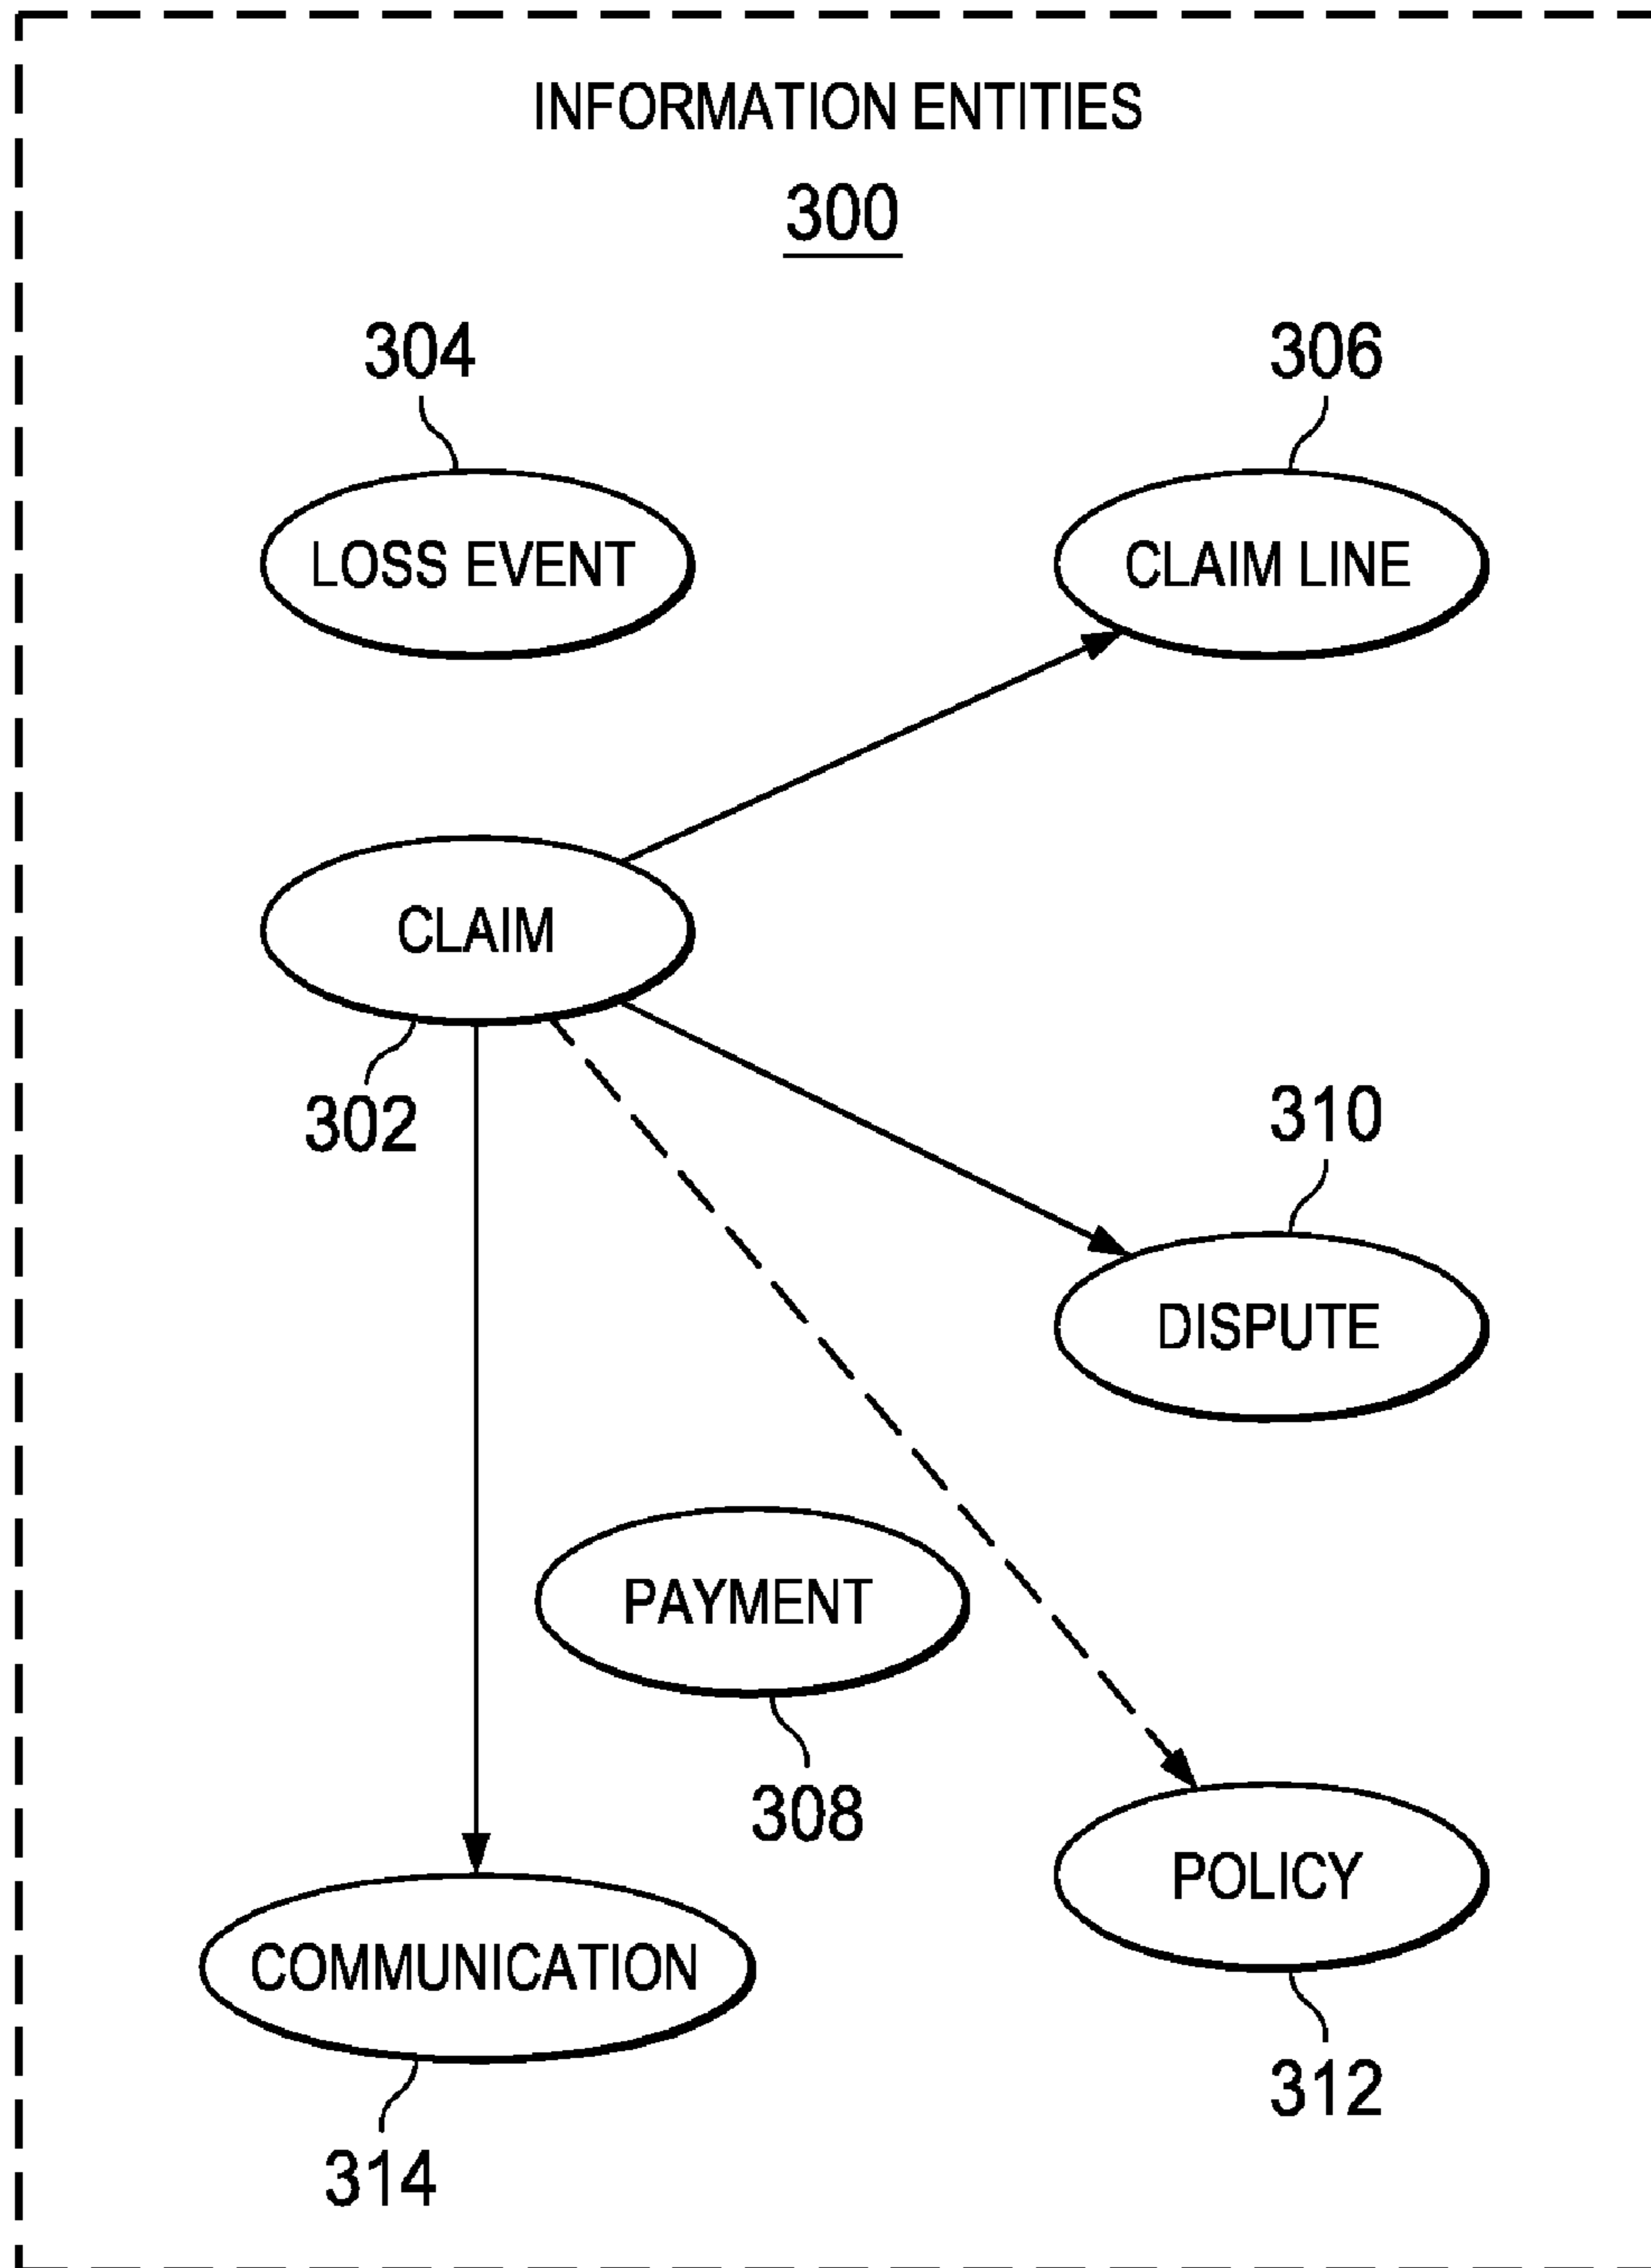 INFORMATION ENTITIES
300
304
306
LOSS EVENT
CLAIM LINE
CLAIM
302
310
DISPUTE
PAYMENT
308
POLICY
COMMUNICATION
312
314